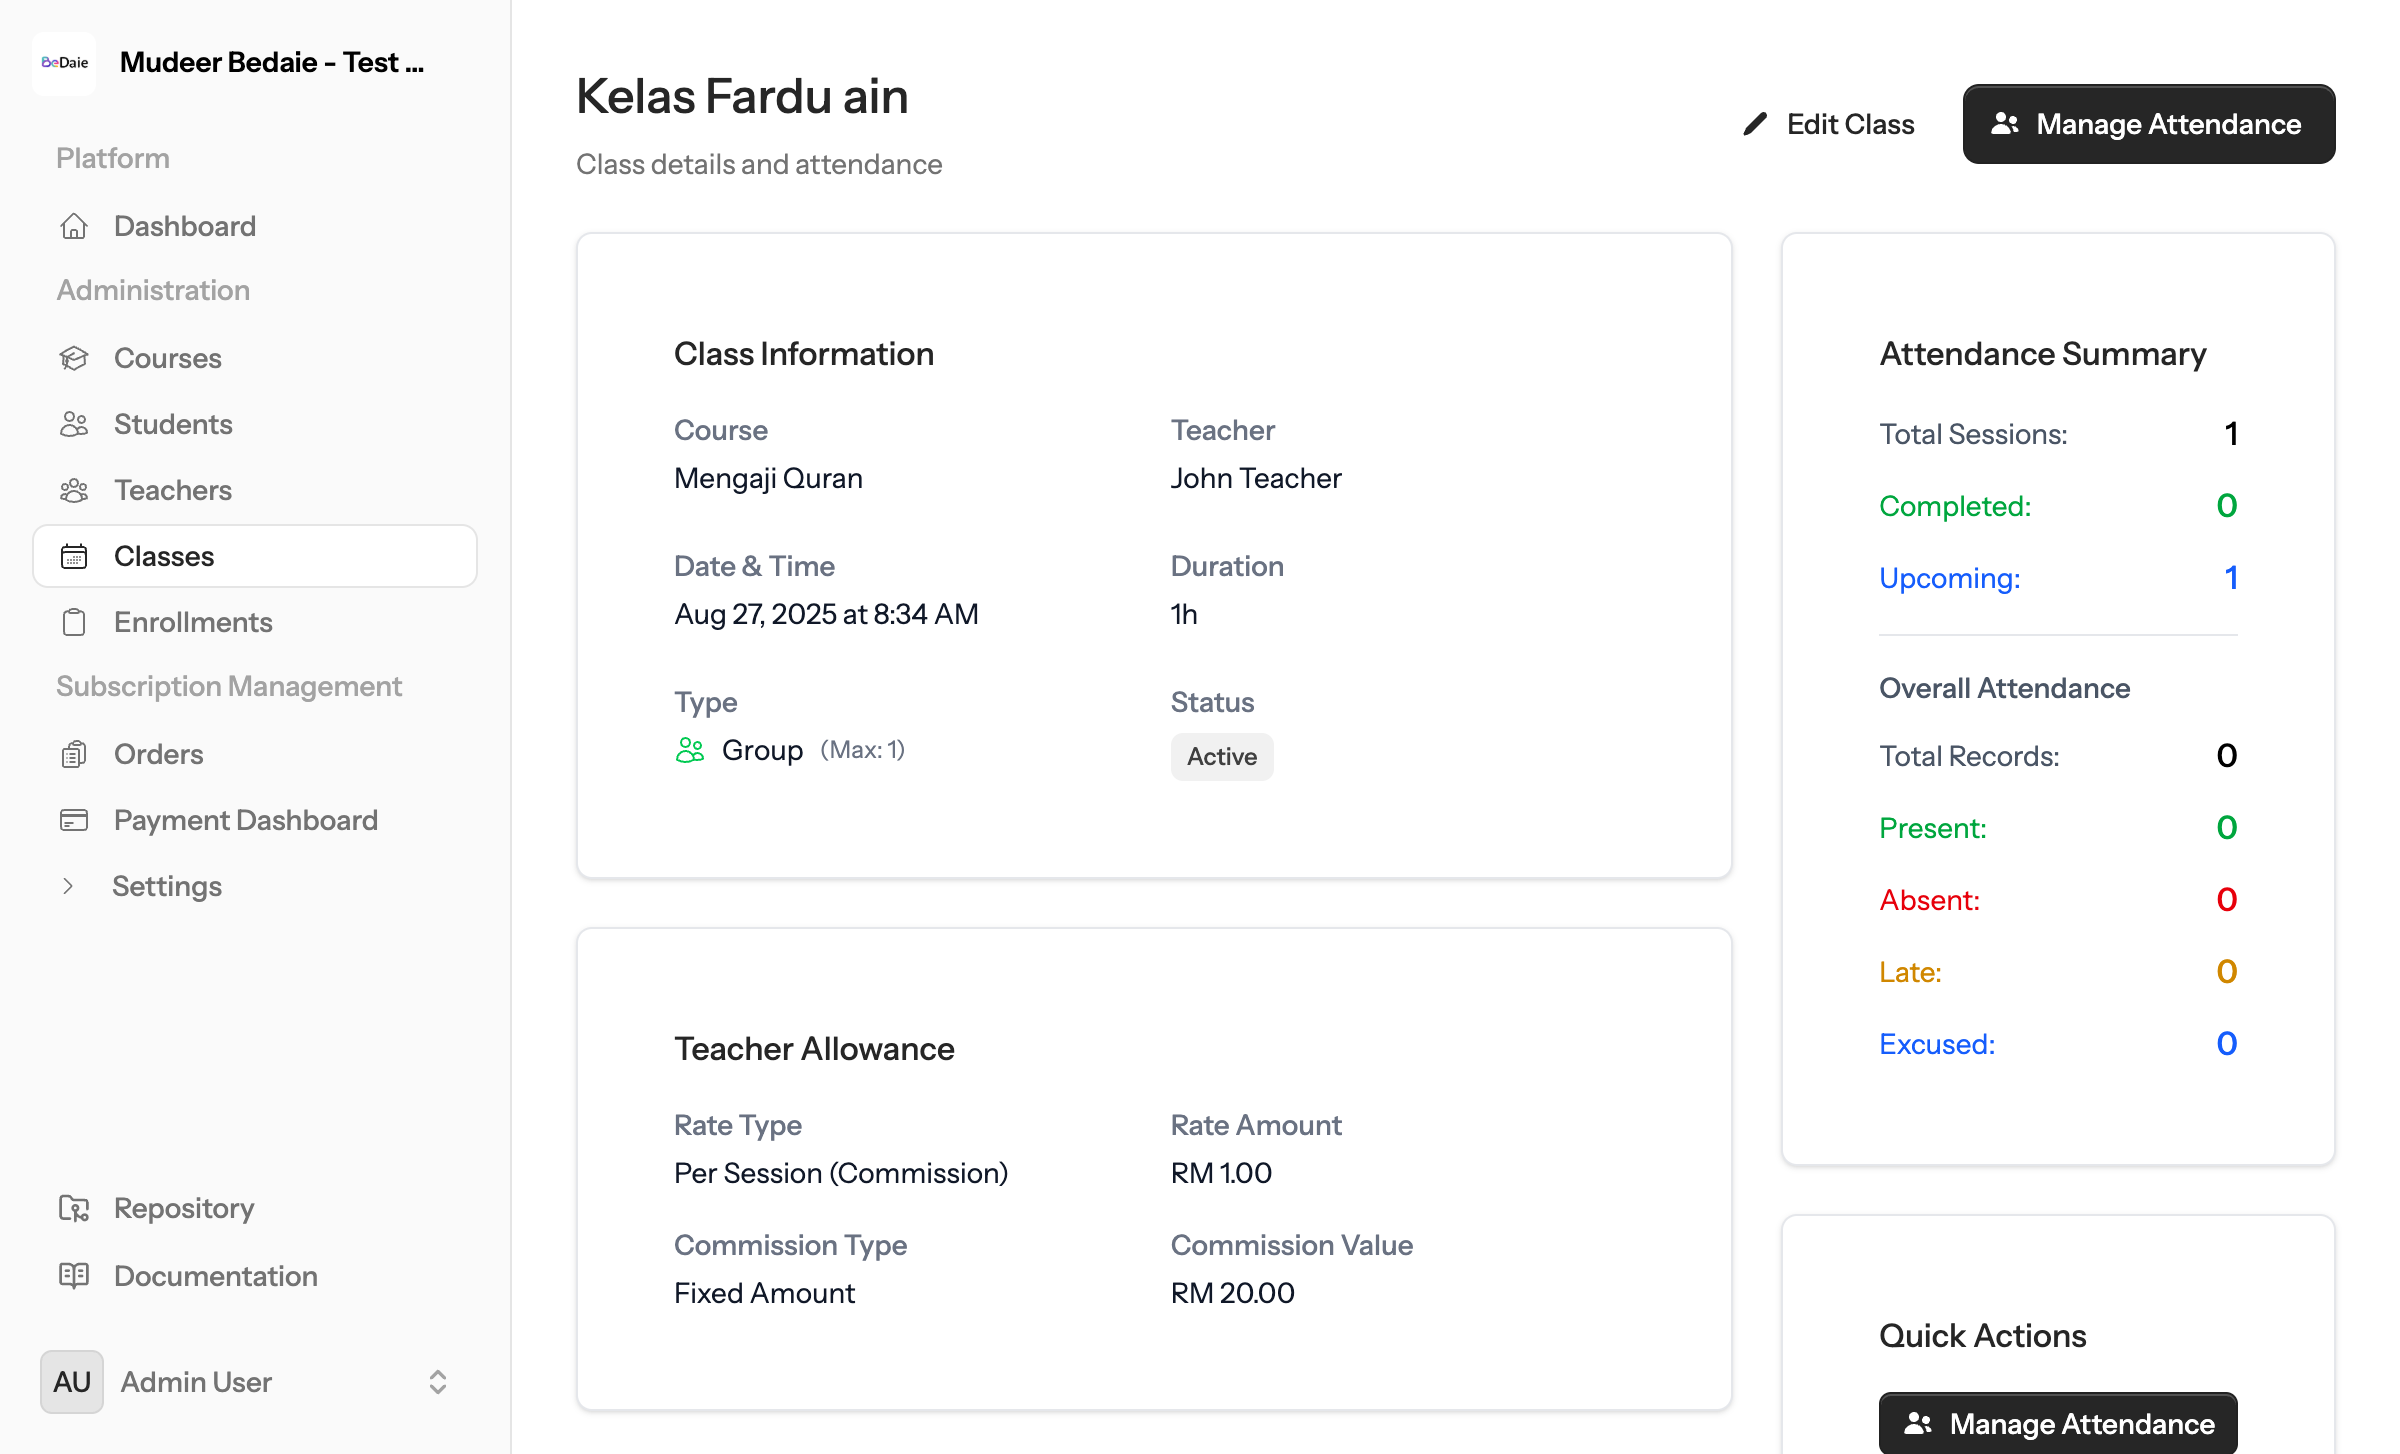 BeDaie
Mudeer Bedaie - Test ...
Platform
Dashboard
Administration
Courses
Students
Teachers
Classes
Enrollments
Subscription Management
Orders
Payment Dashboard
Settings
Repository
Documentation
AU
Admin User
Kelas Fardu ain
Class details and attendance
Edit Class
Manage Attendance
Class Information
Course
Mengaji Quran
Teacher
John Teacher
Date & Time
Aug 27, 2025 at 8:34 AM
Duration
1h
Type
Group (Max: 1)
Status
Active
Teacher Allowance
Rate Type
Per Session (Commission)
Rate Amount
RM 1.00
Commission Type
Fixed Amount
Commission Value
RM 20.00
Attendance Summary
Total Sessions: 1
Completed: 0
Upcoming: 1
Overall Attendance
Total Records: 0
Present: 0
Absent: 0
Late: 0
Excused: 0
Quick Actions
Manage Attendance